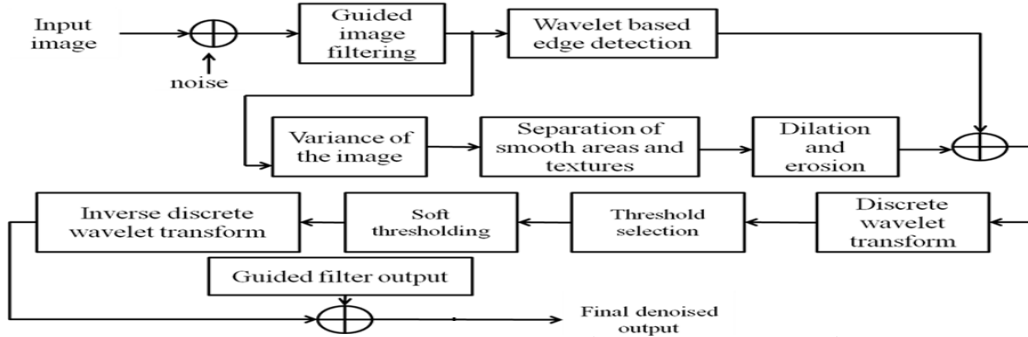 Input
image
noise
Guided
image
filtering
Wavelet based
edge detection
Variance of
the image
Separation of
smooth areas and
textures
Dilation
and
erosion
Inverse discrete
wavelet transform
Soft
thresholding
Threshold
selection
Discrete
wavelet
transform
Guided filter output
Final denoised
output